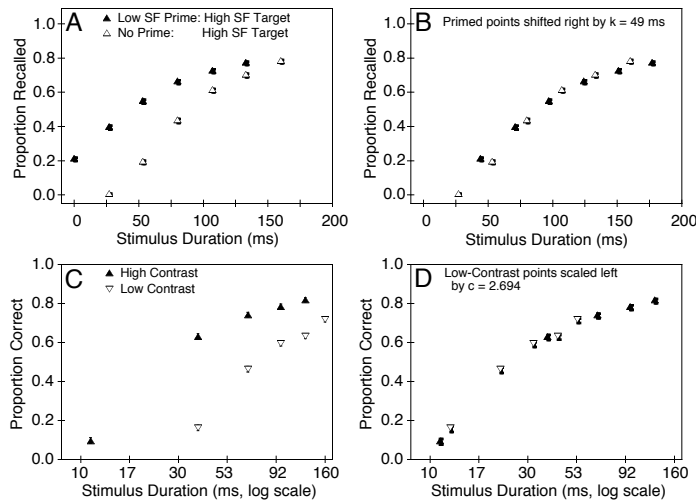 A
▲ Low SF Prime: High SF Target
△ No Prime: High SF Target
Proportion Recalled
1.0
0.8
0.6
0.4
0.2
0.0
0 50 100 150 200
Stimulus Duration (ms)
B
Primed points shifted right by k = 49 ms
1.0
0.8
0.6
0.4
0.2
0.0
0 50 100 150 200
Stimulus Duration (ms)
C
▲ High Contrast
▽ Low Contrast
Proportion Correct
1.0
0.8
0.6
0.4
0.2
0.0
10 17 30 53 92 160
Stimulus Duration (ms, log scale)
D
Low-Contrast points scaled left
by c = 2.694
Proportion Correct
1.0
0.8
0.6
0.4
0.2
0.0
10 17 30 53 92 160
Stimulus Duration (ms, log scale)